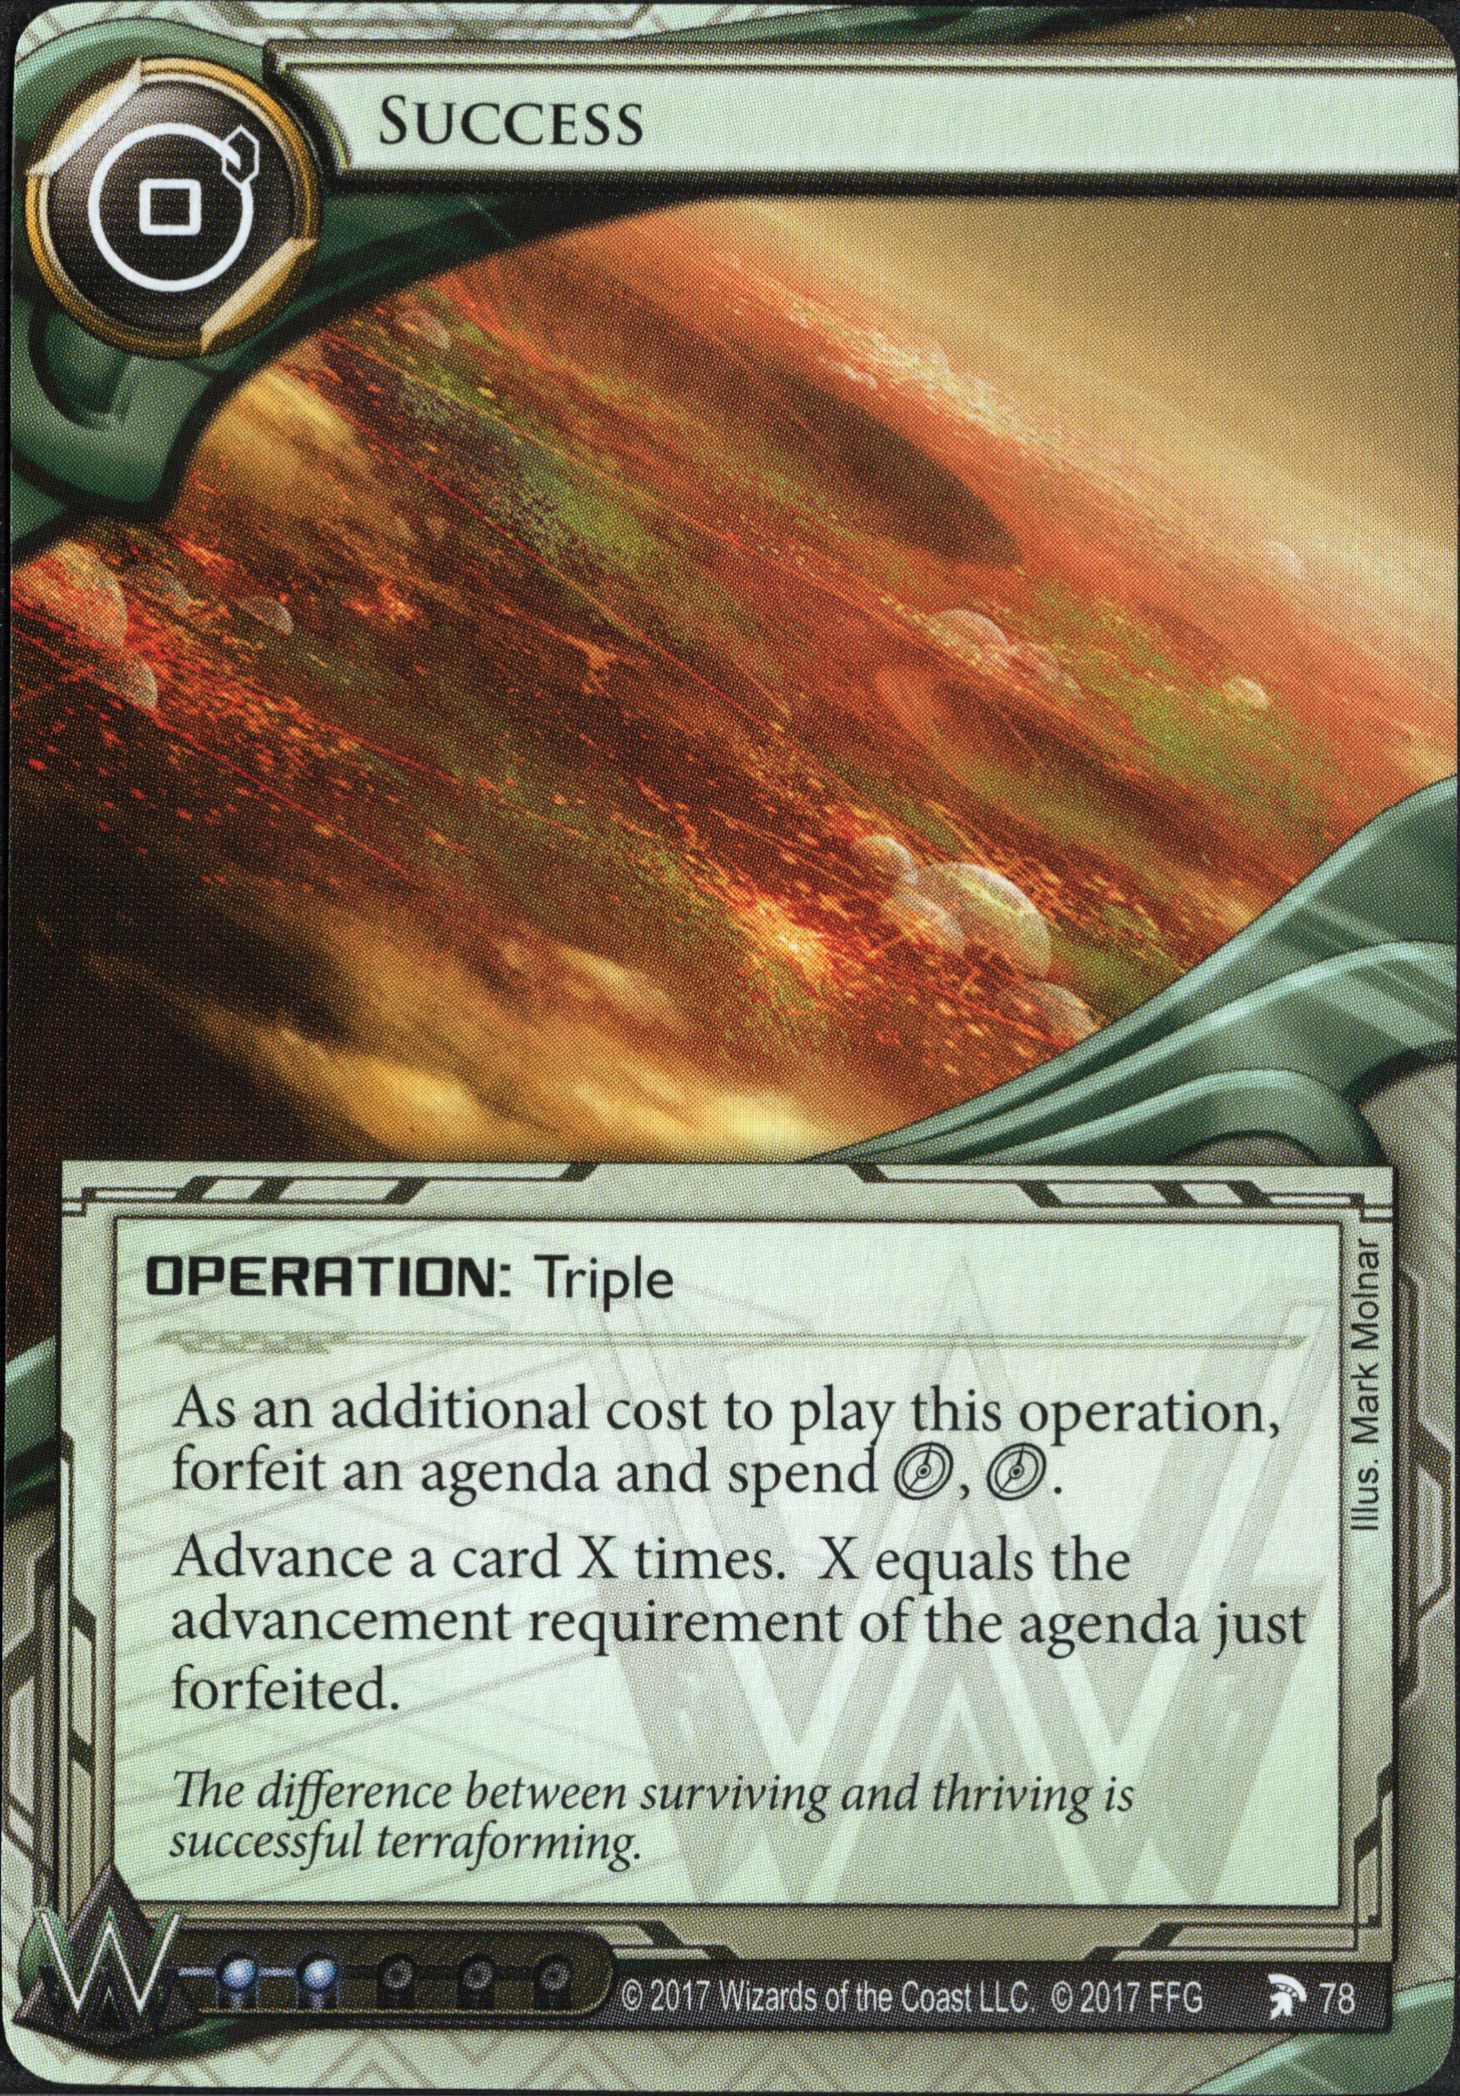 0
SUCCESS
OPERATION: Triple
As an additional cost to play this operation,
forfeit an agenda and spend , .
Advance a card X times. X equals the
advancement requirement of the agenda just
forfeited.
The difference between surviving and thriving is
successful terraforming.
Illus. Mark Molnar
W
© 2017 Wizards of the Coast LLC. © 2017 FFG
78